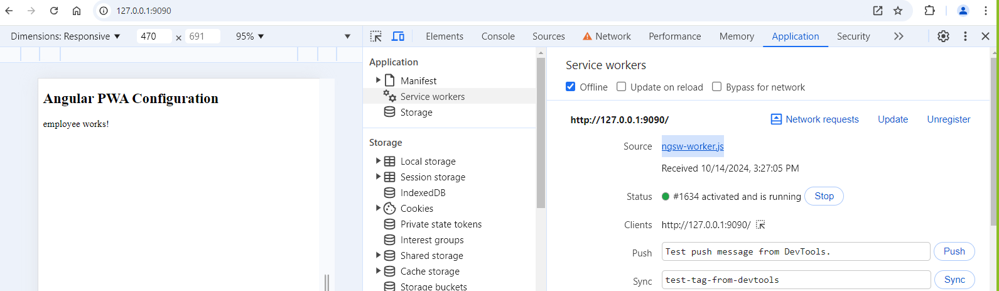 127.0.0.1:9090
Dimensions: Responsive 470 × 691 95%
Elements Console Sources Network Performance Memory Application Security
Angular PWA Configuration
employee works!
Application
Manifest
Service workers
Storage
Storage
Local storage
Session storage
IndexedDB
Cookies
Private state tokens
Interest groups
Shared storage
Cache storage
Storage buckets
Service workers
Offline Update on reload Bypass for network
http://127.0.0.1:9090/ Network requests Update Unregister
Source ngsw-worker.js
Received 10/14/2024, 3:27:05 PM
Status #1634 activated and is running Stop
Clients http://127.0.0.1:9090/
Push Test push message from DevTools. Push
Sync test-tag-from-devtools Sync